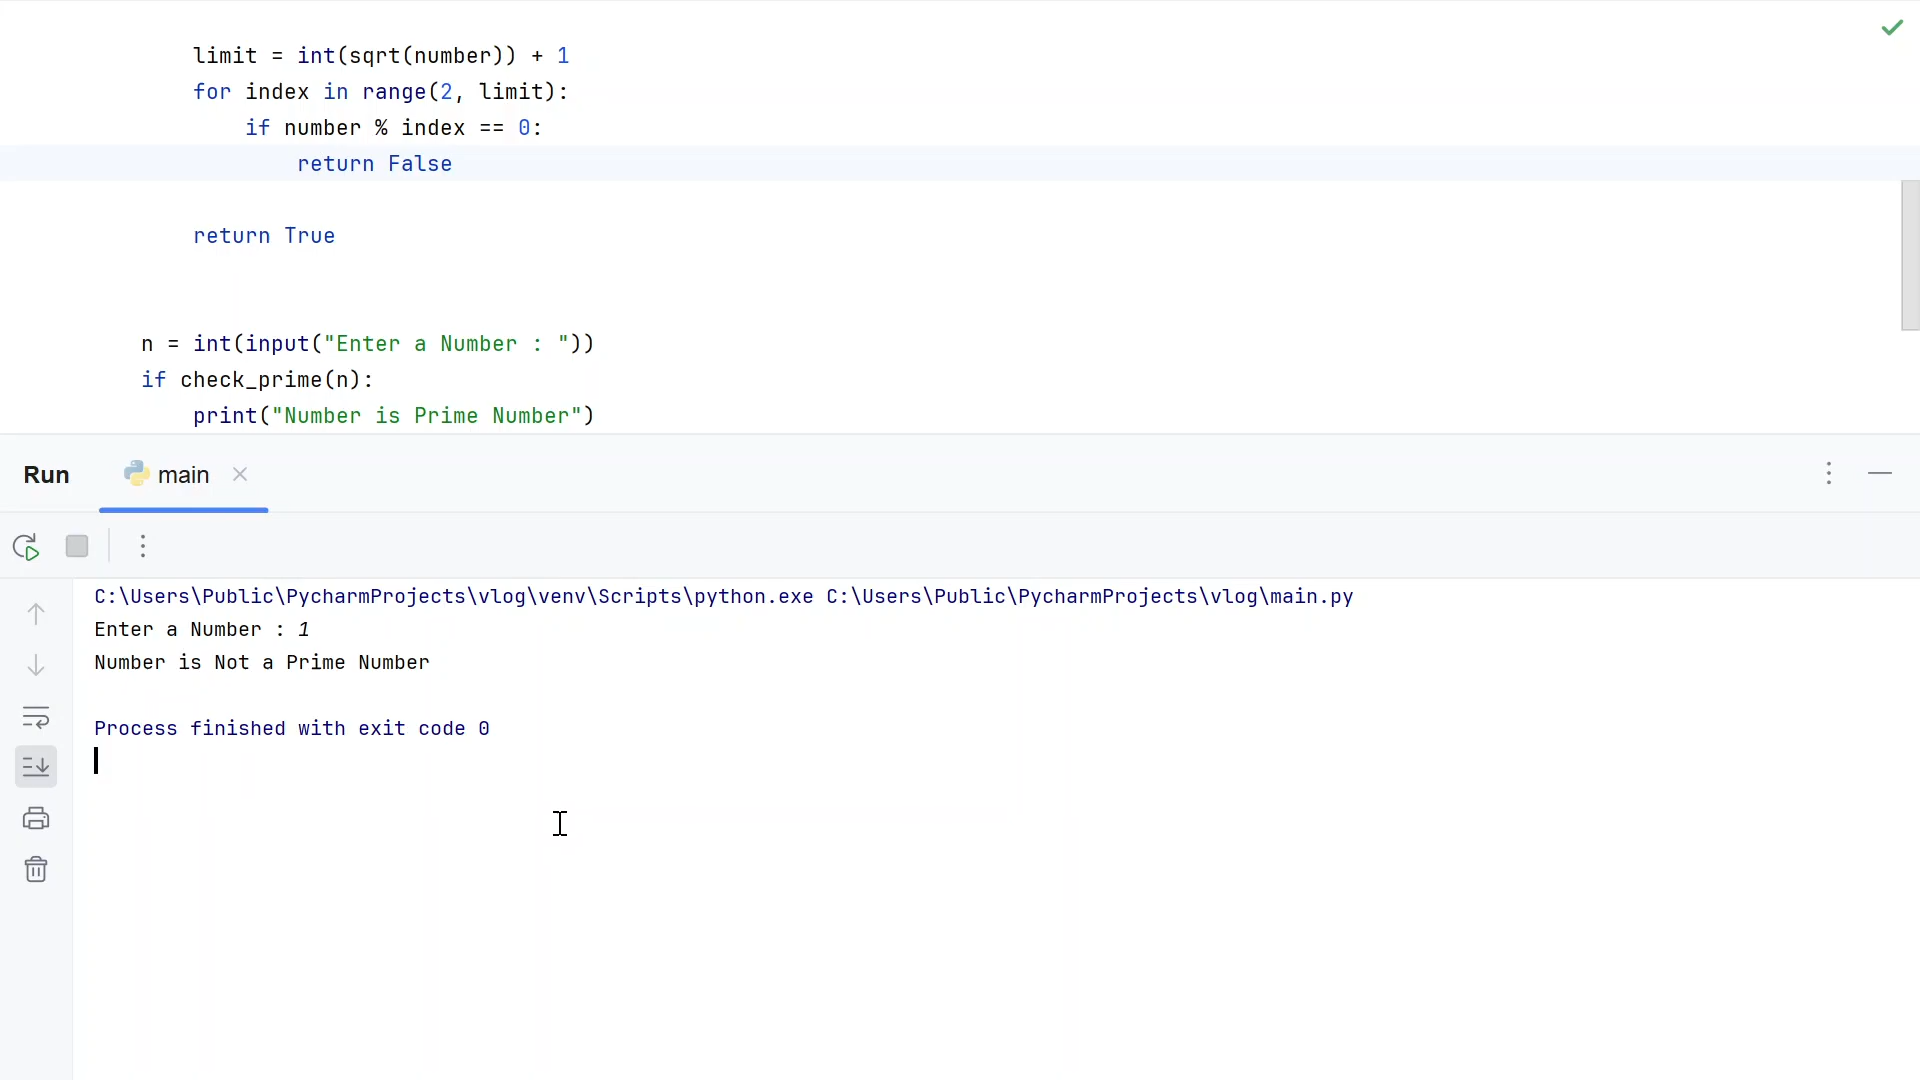 limit = int(sqrt(number)) + 1
for index in range(2, limit):
if number % index == 0:
return False
return True
n = int(input("Enter a Number : "))
if check_prime(n):
print("Number is Prime Number")
Run main
C:\Users\Public\PycharmProjects\vlog\venv\Scripts\python.exe C:\Users\Public\PycharmProjects\vlog\main.py
Enter a Number : 1
Number is Not a Prime Number
Process finished with exit code 0